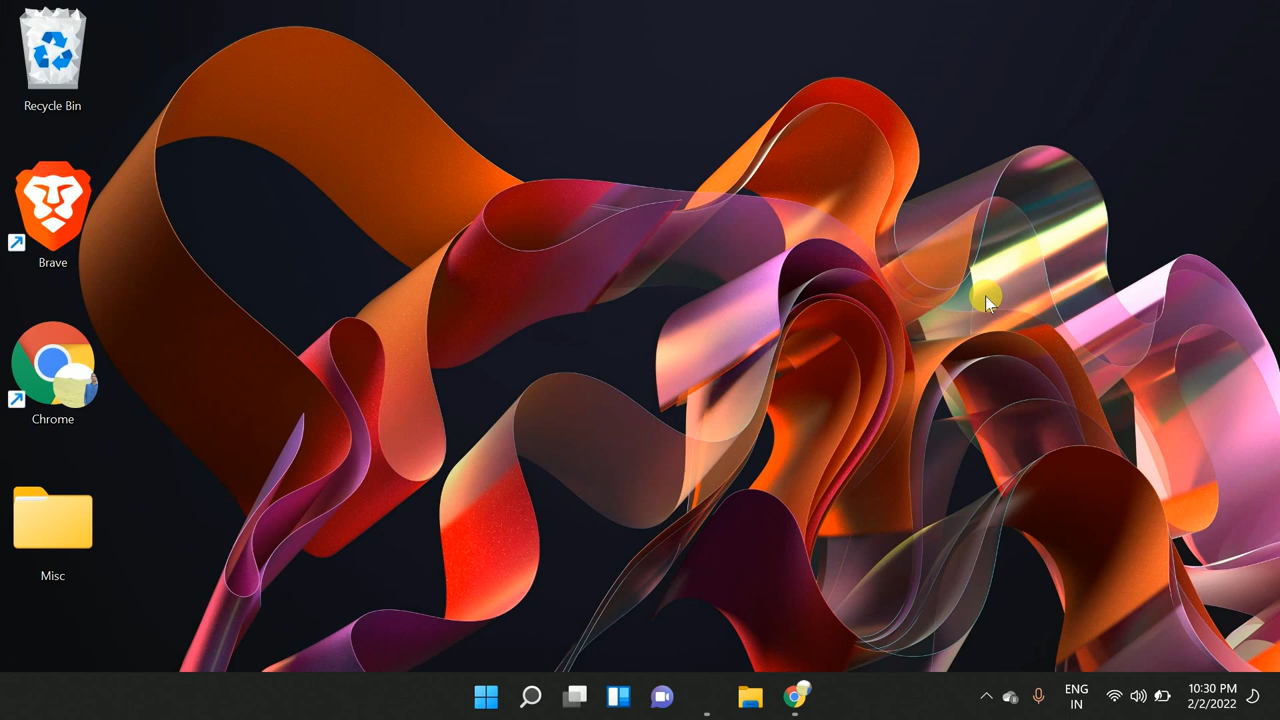 Recycle Bin
Brave
Chrome
Misc
ENG
IN
10:30 PM
2/2/2022